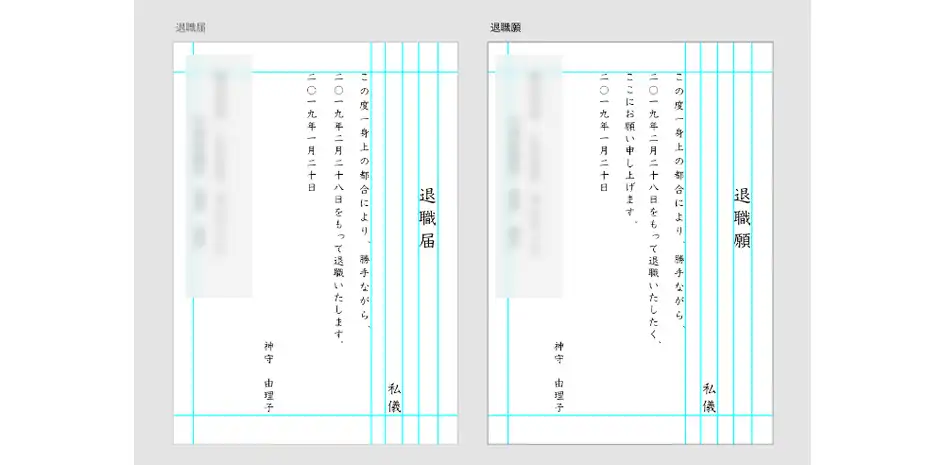 退職届
退職届
私儀
この度一身上の都合により、勝手ながら、
二〇一九年二月二十八日をもって退職いたします。
二〇一九年一月二十日
神守 由理子
退職願
退職願
私儀
この度一身上の都合により、勝手ながら、
二〇一九年二月二十八日をもって退職いたしたく、
ここにお願い申し上げます。
二〇一九年一月二十日
神守 由理子